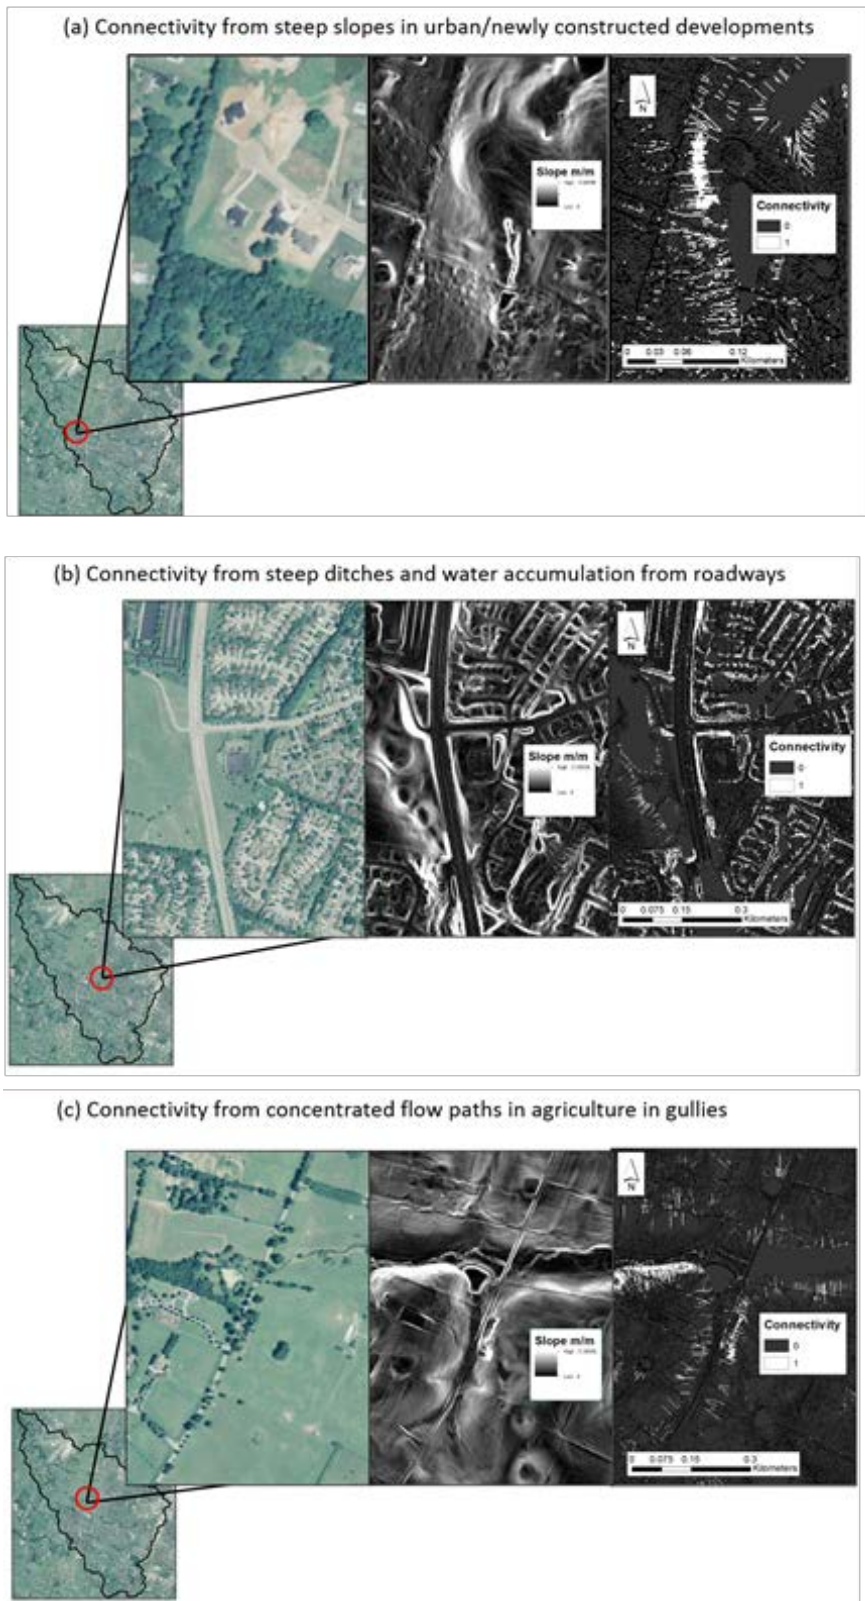 (a) Connectivity from steep slopes in urban/newly constructed developments
N
Slope m/m
Connectivity
0
1
0 0.03 0.06 0.12
Kilometers
(b) Connectivity from steep ditches and water accumulation from roadways
N
Slope m/m
Connectivity
0
1
0 0.075 0.15 0.3
Kilometers
(c) Connectivity from concentrated flow paths in agriculture in gullies
N
Slope m/m
Connectivity
0
1
0 0.075 0.15 0.3
Kilometers